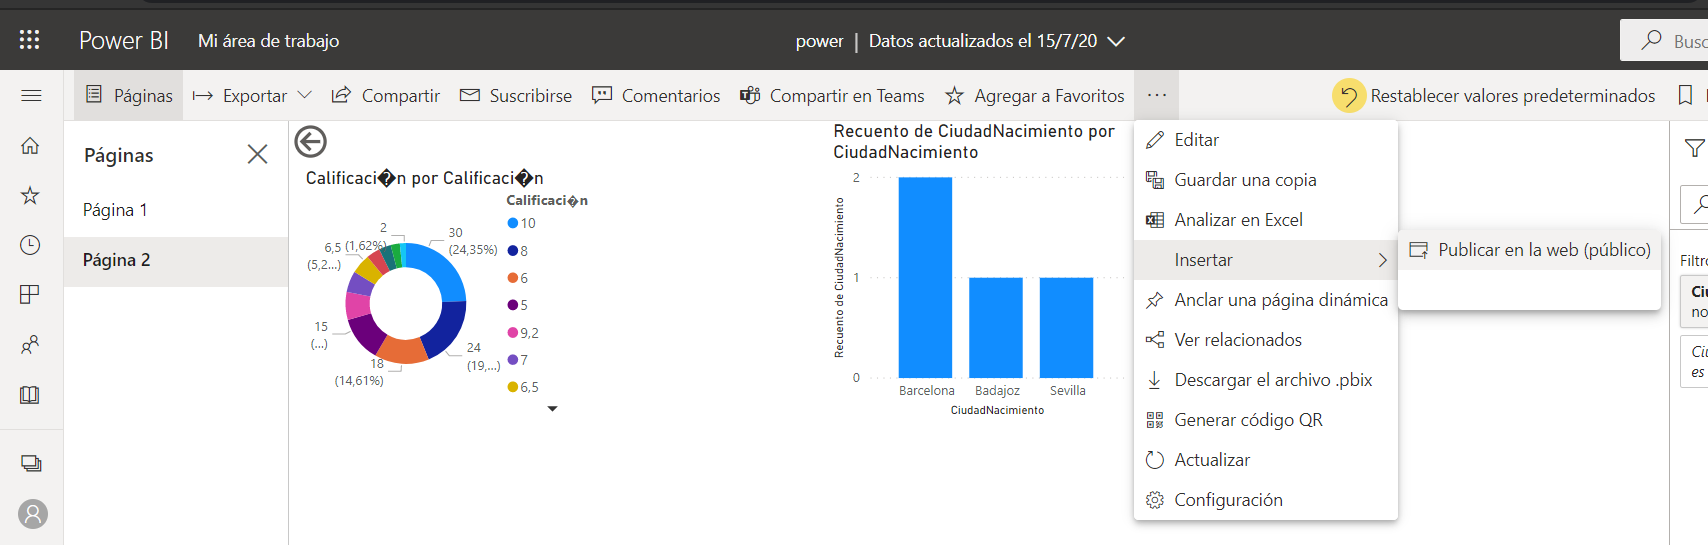 Power BI
Mi área de trabajo
power | Datos actualizados el 15/7/20
Busc
Páginas
Exportar
Compartir
Suscribirse
Comentarios
Compartir en Teams
Agregar a Favoritos
...
Restablecer valores predeterminados
Páginas
Página 1
Página 2
Calificaci�n por Calificaci�n
Calificaci�n
10
8
6
5
9,2
7
6,5
30
(24,35%)
24
(19,...)
18
(14,61%)
15
(...)
6,5
(5,2...)
2
(1,62%)
Recuento de CiudadNacimiento por
CiudadNacimiento
Recuento de CiudadNacimiento
2
1
0
Barcelona
Badajoz
Sevilla
CiudadNacimiento
Editar
Guardar una copia
Analizar en Excel
Insertar
Anclar una página dinámica
Ver relacionados
Descargar el archivo .pbix
Generar código QR
Actualizar
Configuración
Publicar en la web (público)
Filtro
Ciu
no
Ciu
es